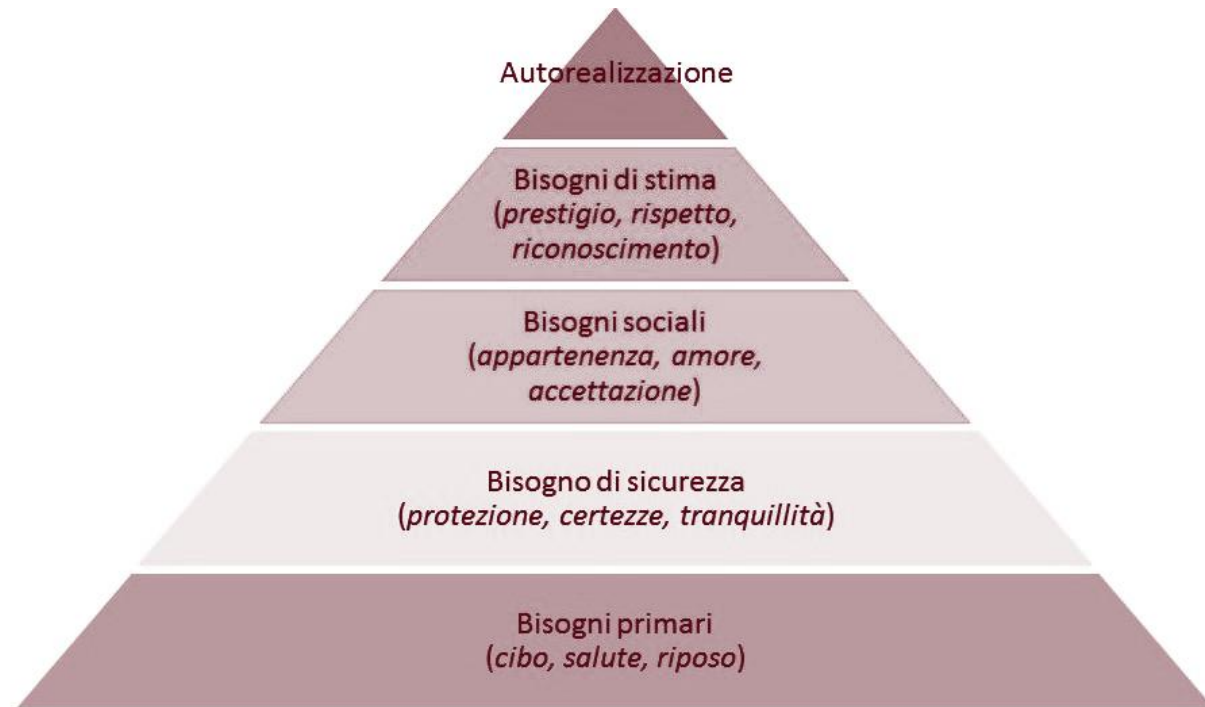 Autorealizzazione
Bisogni di stima
(prestigio, rispetto,
riconoscimento)
Bisogni sociali
(appartenenza, amore,
accettazione)
Bisogno di sicurezza
(protezione, certezze, tranquillità)
Bisogni primari
(cibo, salute, riposo)